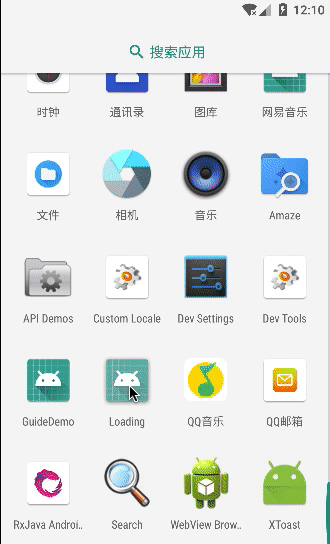 12:10
搜索应用
时钟
通讯录
图库
网易音乐
文件
相机
音乐
Amaze
API Demos
Custom Locale
Dev Settings
Dev Tools
GuideDemo
Loading
QQ音乐
QQ邮箱
RxJava Androi..
Search
WebView Brow..
XToast